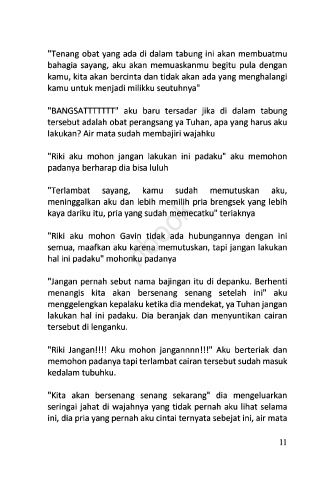 "Tenang obat yang ada di dalam tabung ini akan membuatmu
bahagia sayang, aku akan memuaskanmu begitu pula dengan
kamu, kita akan bercinta dan tidak akan ada yang menghalangi
kamu untuk menjadi milikku seutuhnya"
"BANGSATTTTTTT" aku baru tersadar jika di dalam tabung
tersebut adalah obat perangsang ya Tuhan, apa yang harus aku
lakukan? Air mata sudah membajiri wajahku
"Riki aku mohon jangan lakukan ini padaku" aku memohon
padanya berharap dia bisa luluh
"Terlambat sayang, kamu sudah memutuskan aku,
meninggalkan aku dan lebih memilih pria brengsek yang lebih
kaya dariku itu, pria yang sudah memecatku" teriaknya
"Riki aku mohon Gavin tidak ada hubungannya dengan ini
semua, maafkan aku karena memutuskan, tapi jangan lakukan
hal ini padaku" mohonku padanya
"Jangan pernah sebut nama bajingan itu di depanku. Berhenti
menangis kita akan bersenang senang setelah ini" aku
menggelengkan kepalaku ketika dia mendekat, ya Tuhan jangan
lakukan hal ini padaku. Dia beranjak dan menyuntikan cairan
tersebut di lenganku.
"Riki Jangan!!!! Aku mohon jangannnn!!!" Aku berteriak dan
memohon padanya tapi terlambat cairan tersebut sudah masuk
kedalam tubuhku.
"Kita akan bersenang senang sekarang" dia mengeluarkan
seringai jahat di wajahnya yang tidak pernah aku lihat selama
ini, dia pria yang pernah aku cintai ternyata sebejat ini, air mata
11